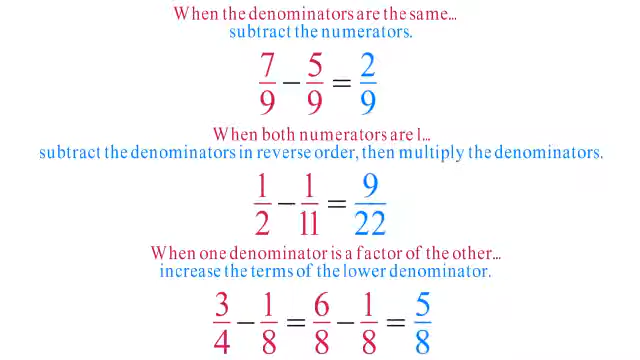 When the denominators are the same...
subtract the numerators.
7/9 − 5/9 = 2/9
When both numerators are 1...
subtract the denominators in reverse order, then multiply the denominators.
1/2 − 1/11 = 9/22
When one denominator is a factor of the other...
increase the terms of the lower denominator.
3/4 − 1/8 = 6/8 − 1/8 = 5/8